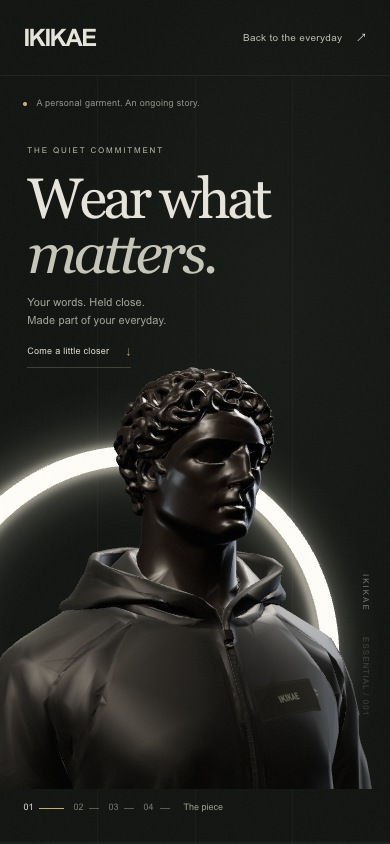 IKIKAE
Back to the everyday ↗
A personal garment. An ongoing story.
THE QUIET COMMITMENT
Wear what
matters.
Your words. Held close.
Made part of your everyday.
Come a little closer ↓
IKIKAE
IKIKAE ESSENTIAL / 001
01 02 03 04 The piece